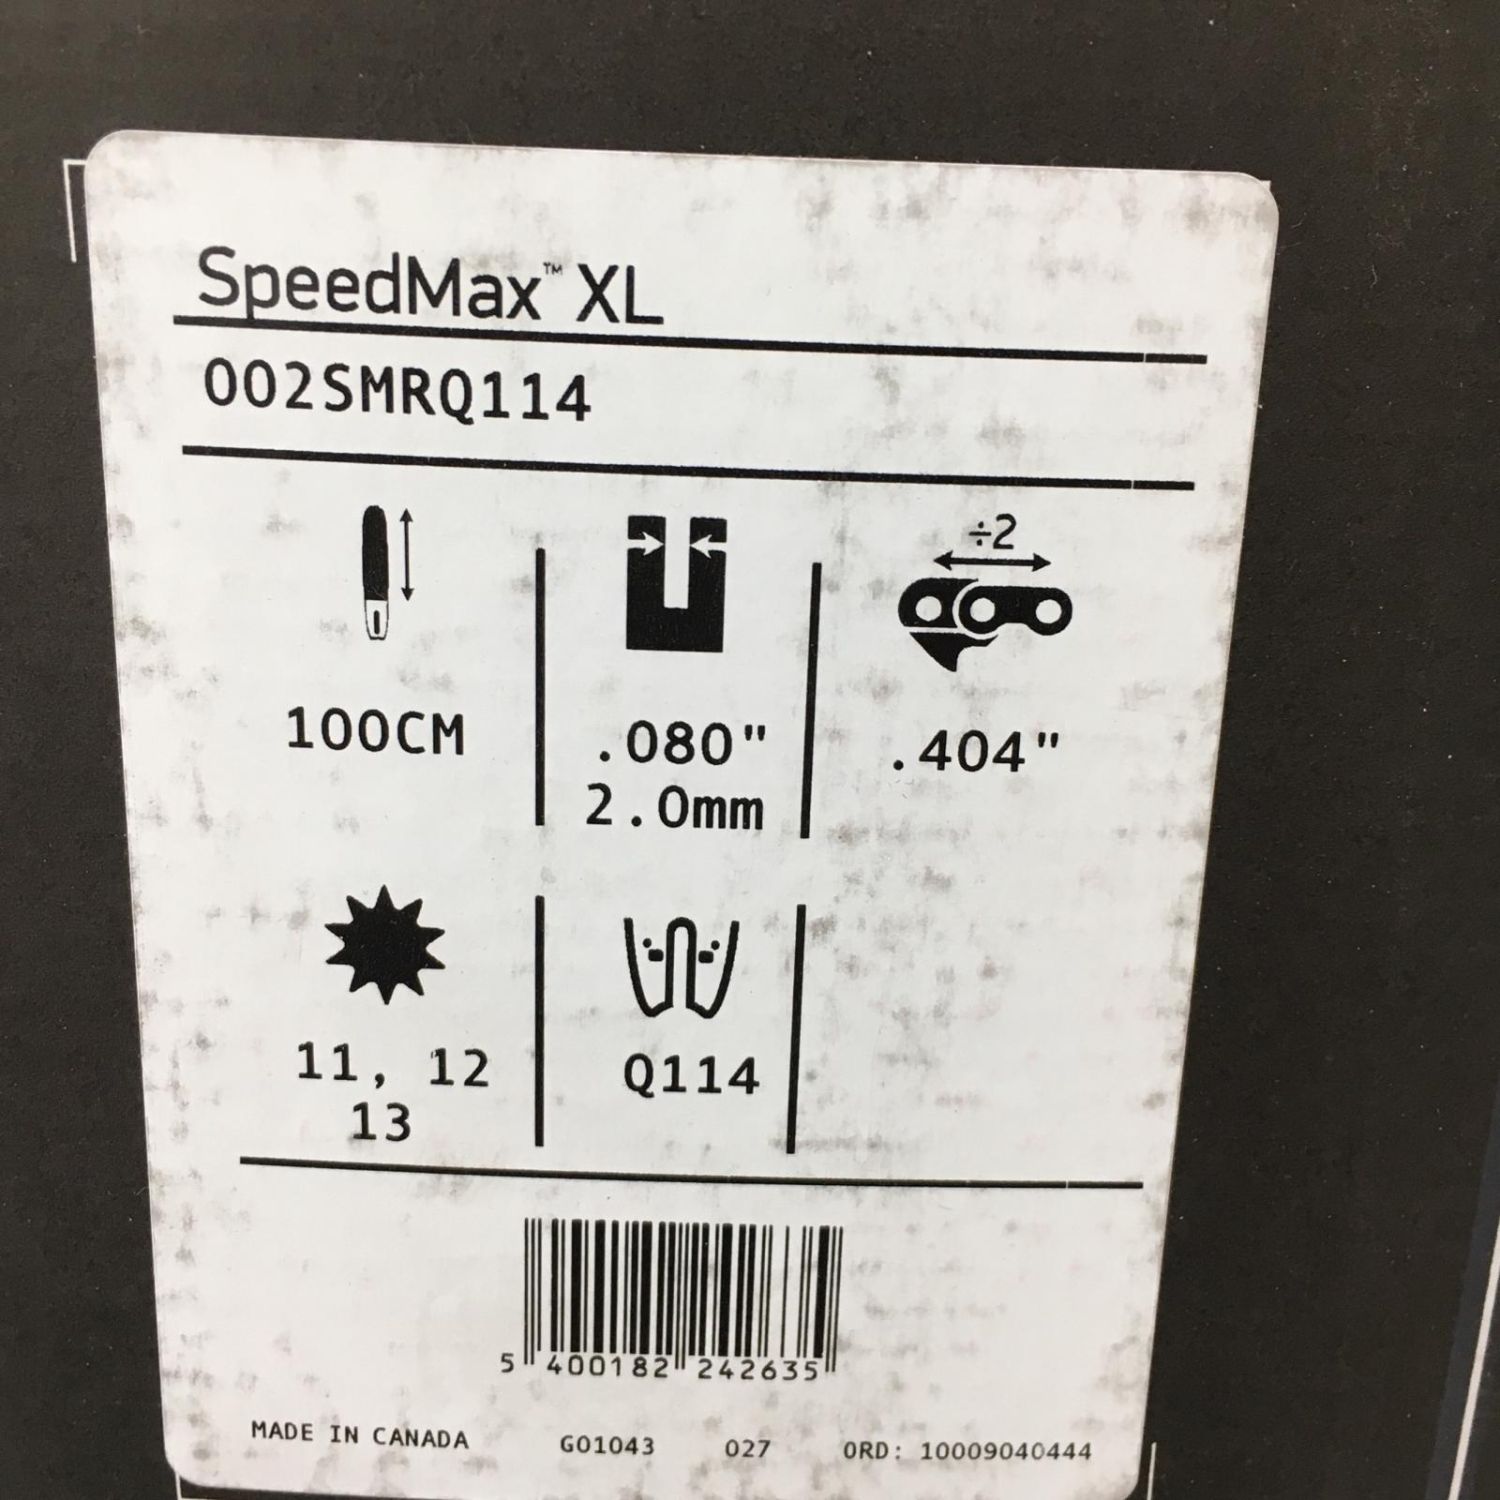 SpeedMax™ XL
002SMRQ114
÷2
100CM
.080"
2.0mm
.404"
11, 12
13
Q114
5 400182 242635
MADE IN CANADA G01043 027 ORD: 10009040444